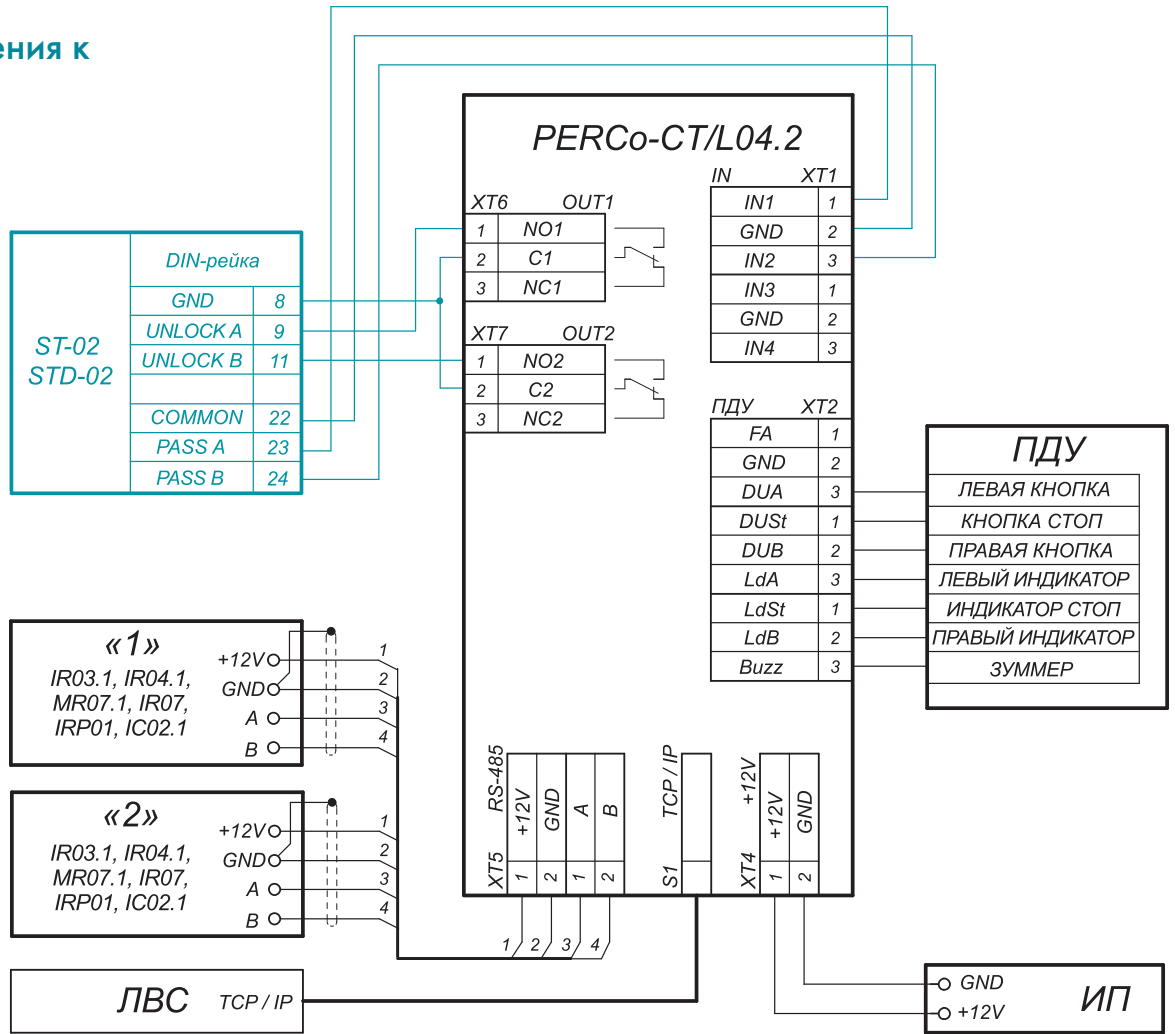 ения к
PERCo-CT/L04.2
IN XT1
IN1 1
GND 2
IN2 3
IN3 1
GND 2
IN4 3
XT6 OUT1
1 NO1
2 C1
3 NC1
XT7 OUT2
1 NO2
2 C2
3 NC2
ST-02
STD-02
DIN-рейка
GND 8
UNLOCK A 9
UNLOCK B 11
COMMON 22
PASS A 23
PASS B 24
ПДУ XT2
FA 1
GND 2
DUA 3
DUSt 1
DUB 2
LdA 3
LdSt 1
LdB 2
Buzz 3
ПДУ
ЛЕВАЯ КНОПКА
КНОПКА СТОП
ПРАВАЯ КНОПКА
ЛЕВЫЙ ИНДИКАТОР
ИНДИКАТОР СТОП
ПРАВЫЙ ИНДИКАТОР
ЗУММЕР
«1»
IR03.1, IR04.1,
MR07.1, IR07,
IRP01, IC02.1
+12V 1
GND 2
A 3
B 4
«2»
IR03.1, IR04.1,
MR07.1, IR07,
IRP01, IC02.1
+12V 1
GND 2
A 3
B 4
XT5 RS-485
1 +12V
2 GND
1 A
2 B
S1 TCP / IP
XT4 +12V
1 +12V
2 GND
1 2 3 4
ЛВС TCP / IP
GND
+12V
ИП